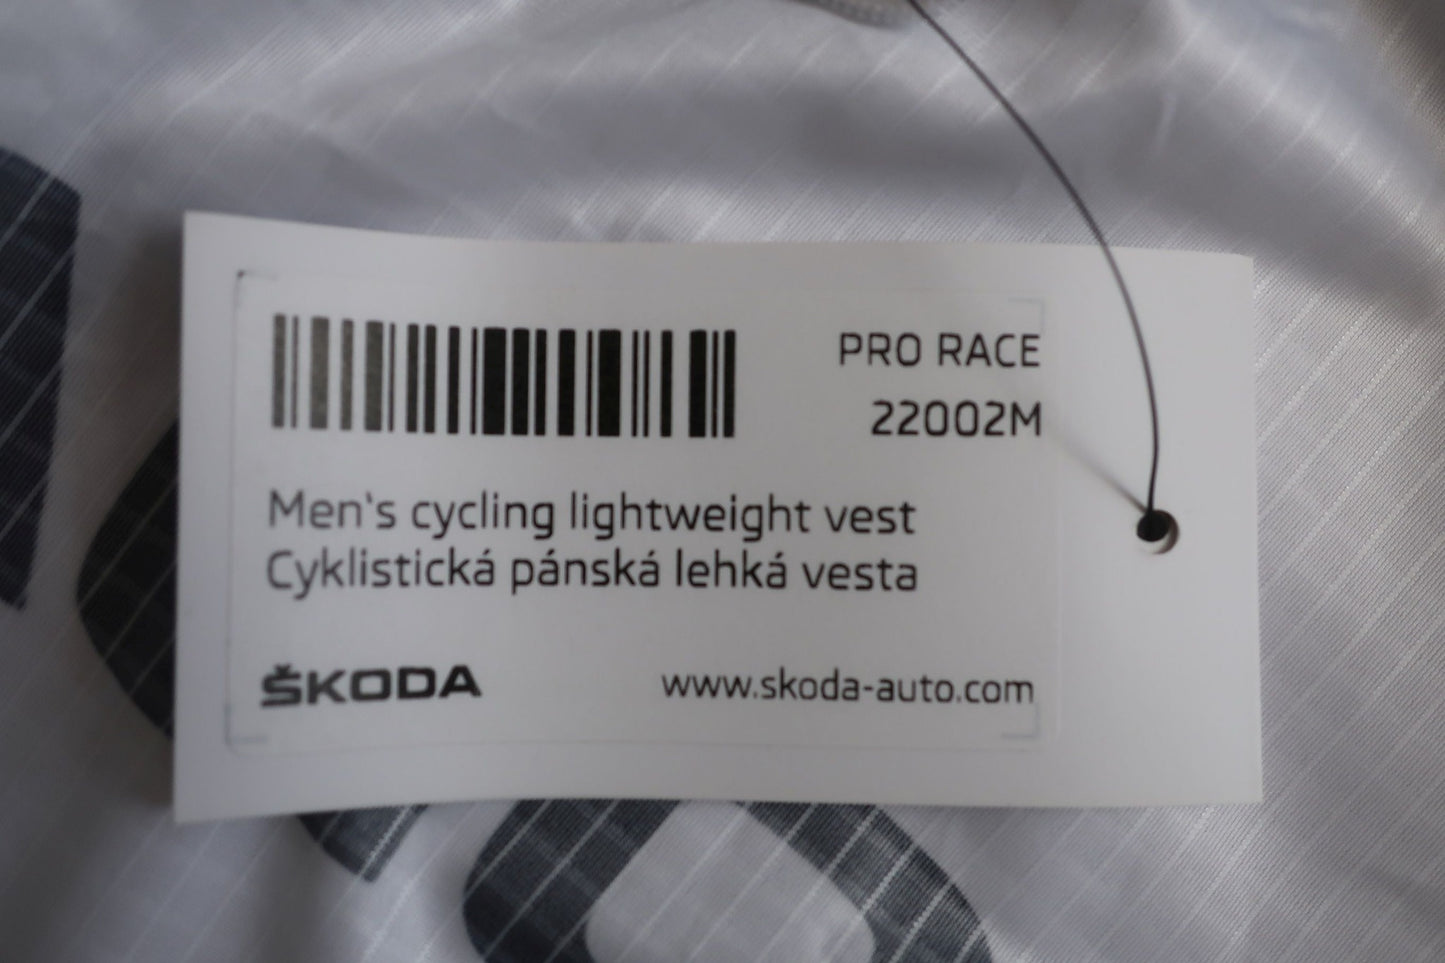 PRO RACE
22002M
Men's cycling lightweight vest
Cyklistická pánská lehká vesta
ŠKODA
www.skoda-auto.com